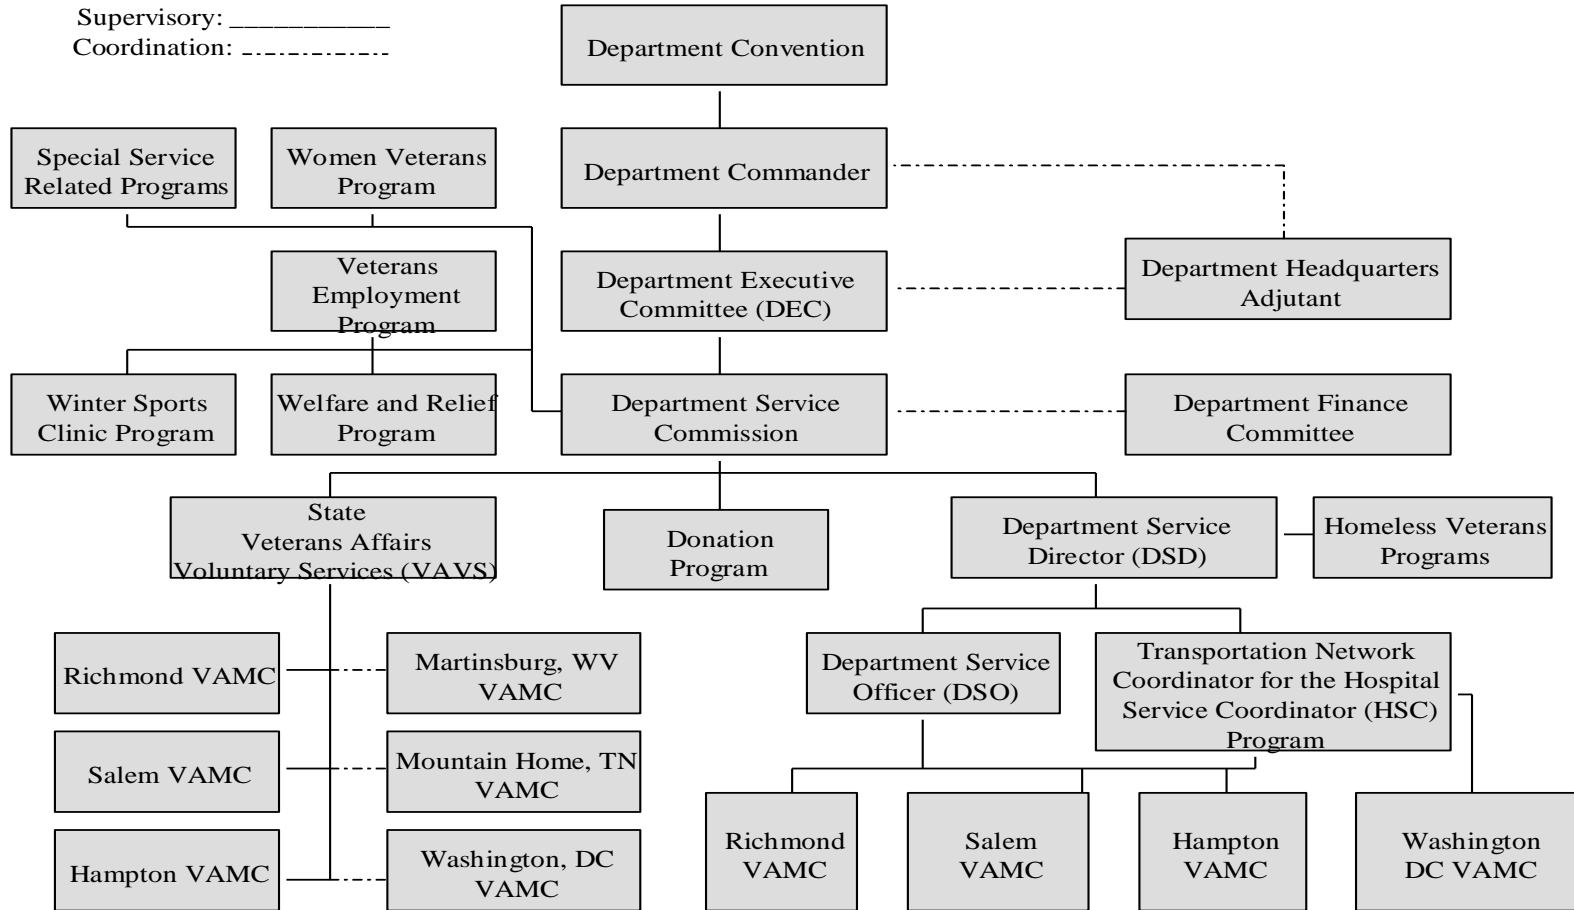 Supervisory: ___________
Coordination: _._._._._._._._._.
Department Convention
Special Service
Related Programs
Women Veterans
Program
Department Commander
Veterans
Employment
Program
Department Executive
Committee (DEC)
Department Headquarters
Adjutant
Winter Sports
Clinic Program
Welfare and Relief
Program
Department Service
Commission
Department Finance
Committee
State
Veterans Affairs
Voluntary Services (VAVS)
Donation
Program
Department Service
Director (DSD)
Homeless Veterans
Programs
Richmond VAMC
Martinsburg, WV
VAMC
Department Service
Officer (DSO)
Transportation Network
Coordinator for the Hospital
Service Coordinator (HSC)
Program
Salem VAMC
Mountain Home, TN
VAMC
Hampton VAMC
Washington, DC
VAMC
Richmond
VAMC
Salem
VAMC
Hampton
VAMC
Washington
DC VAMC